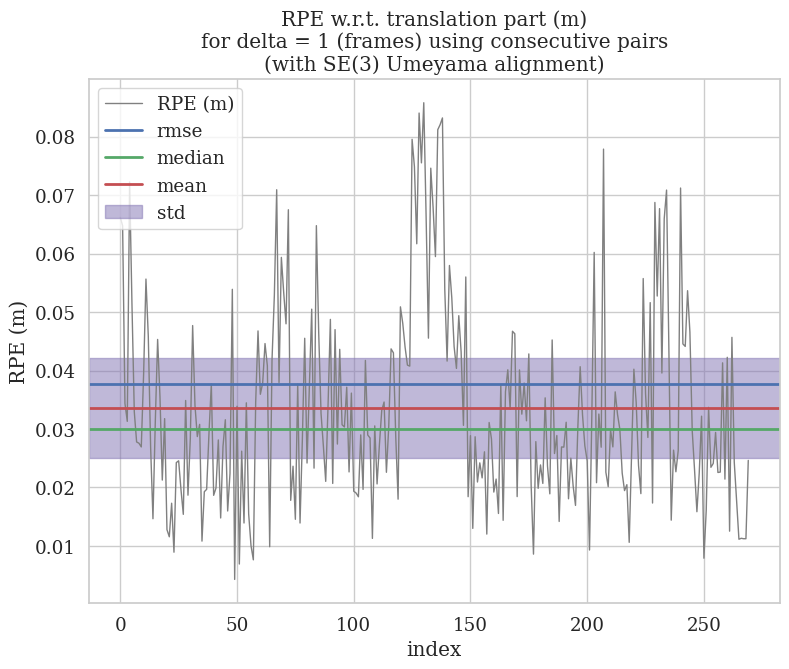 RPE w.r.t. translation part (m)
for delta = 1 (frames) using consecutive pairs
(with SE(3) Umeyama alignment)
RPE (m)
rmse
median
mean
std
0.08
0.07
0.06
0.05
0.04
0.03
0.02
0.01
RPE (m)
0
50
100
150
200
250
index